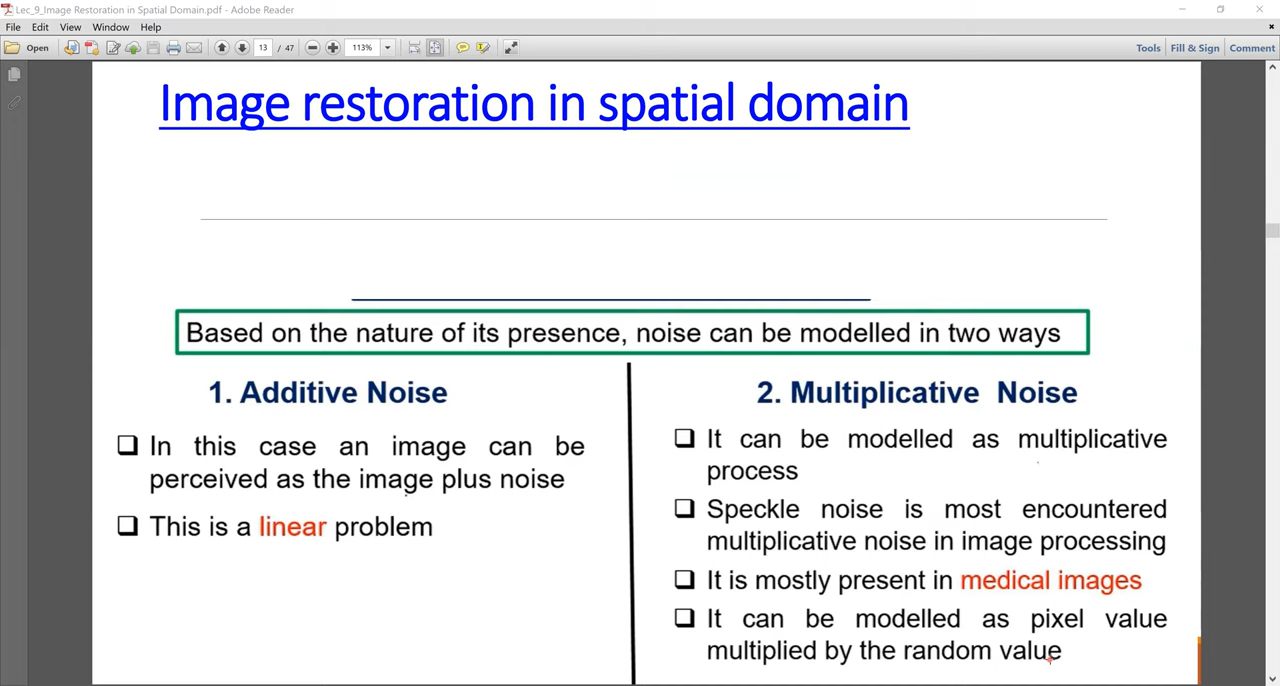 Lec_9_Image Restoration in Spatial Domain.pdf - Adobe Reader
File Edit View Window Help
Open 13 / 47 113% Tools Fill & Sign Comment
Image restoration in spatial domain
Based on the nature of its presence, noise can be modelled in two ways
1. Additive Noise
In this case an image can be
perceived as the image plus noise
This is a linear problem
2. Multiplicative Noise
It can be modelled as multiplicative
process
Speckle noise is most encountered
multiplicative noise in image processing
It is mostly present in medical images
It can be modelled as pixel value
multiplied by the random value